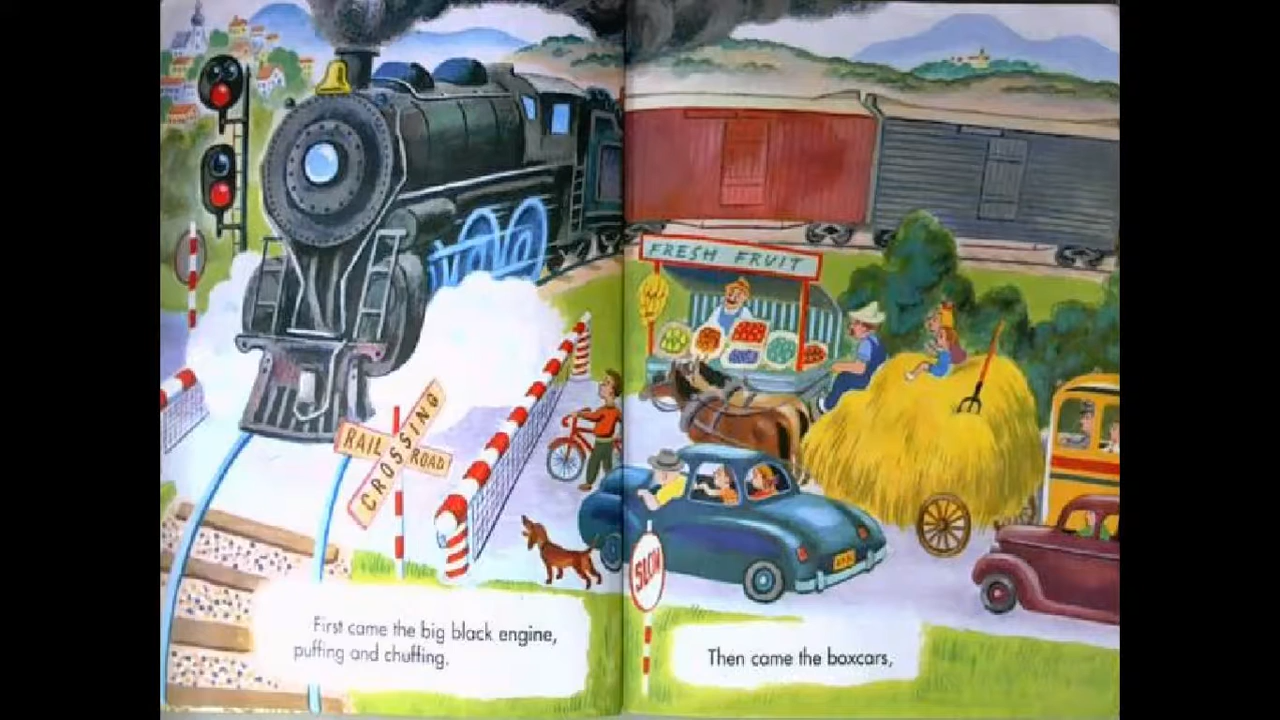 FRESH FRUIT
RAIL ROAD
CROSSING
SLOW
First came the big black engine,
puffing and chuffing.
Then came the boxcars,